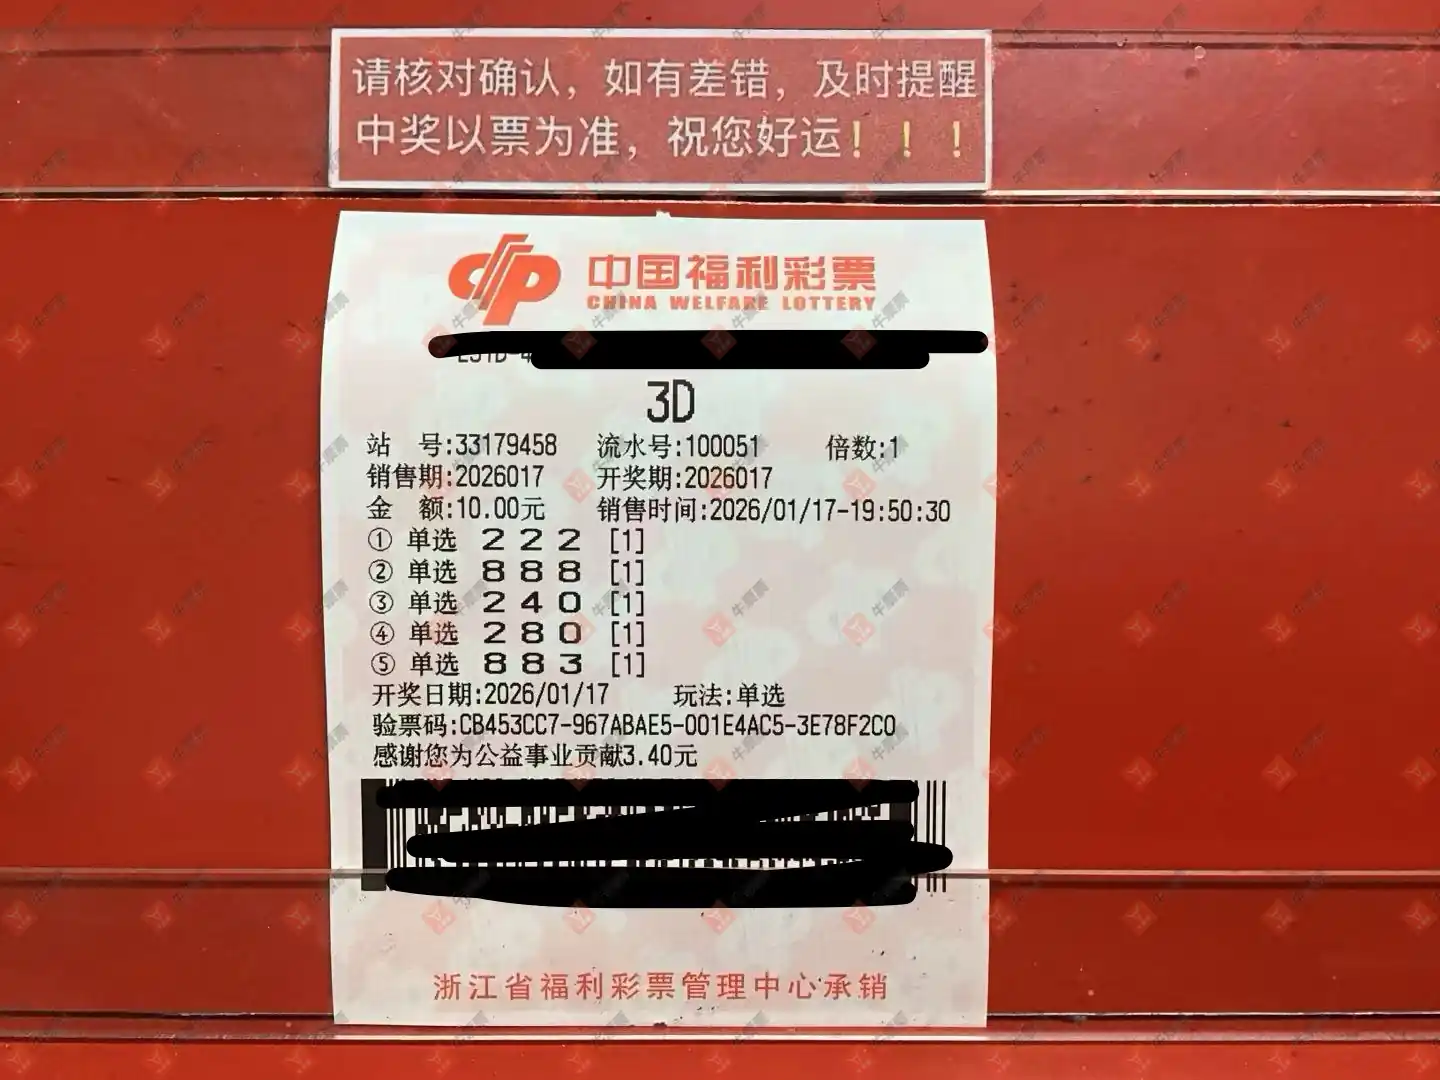 请核对确认，如有差错，及时提醒
中奖以票为准，祝您好运！！！
中国福利彩票
CHINA WELFARE LOTTERY
3D
站 号:33179458 流水号:100051 倍数:1
销售期:2026017 开奖期:2026017
金 额:10.00元 销售时间:2026/01/17-19:50:30
① 单选 2 2 2 [1]
② 单选 8 8 8 [1]
③ 单选 2 4 0 [1]
④ 单选 2 8 0 [1]
⑤ 单选 8 8 3 [1]
开奖日期:2026/01/17 玩法:单选
验票码:CB453CC7-967ABAE5-001E4AC5-3E78F2C0
感谢您为公益事业贡献3.40元
浙江省福利彩票管理中心承销